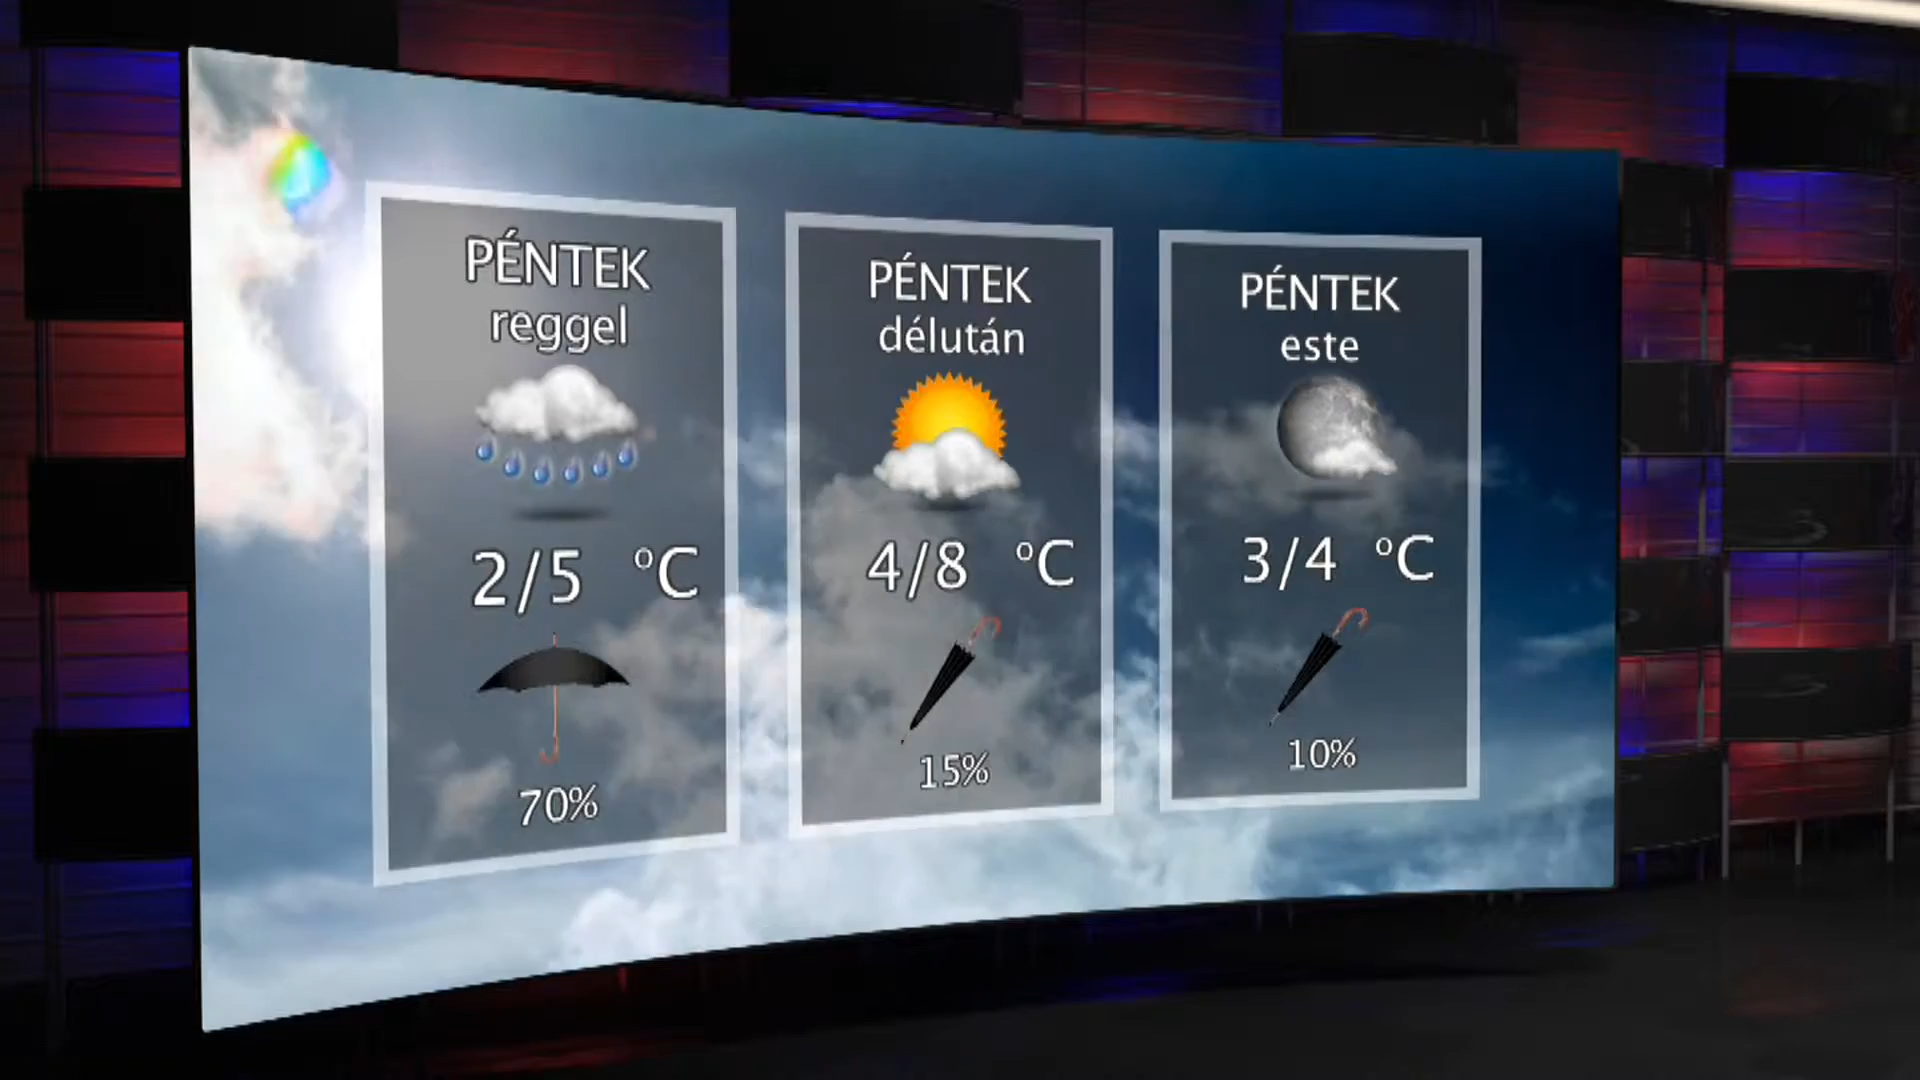 PÉNTEK
reggel
2/5 °C
70%
PÉNTEK
délután
4/8 °C
15%
PÉNTEK
este
3/4 °C
10%